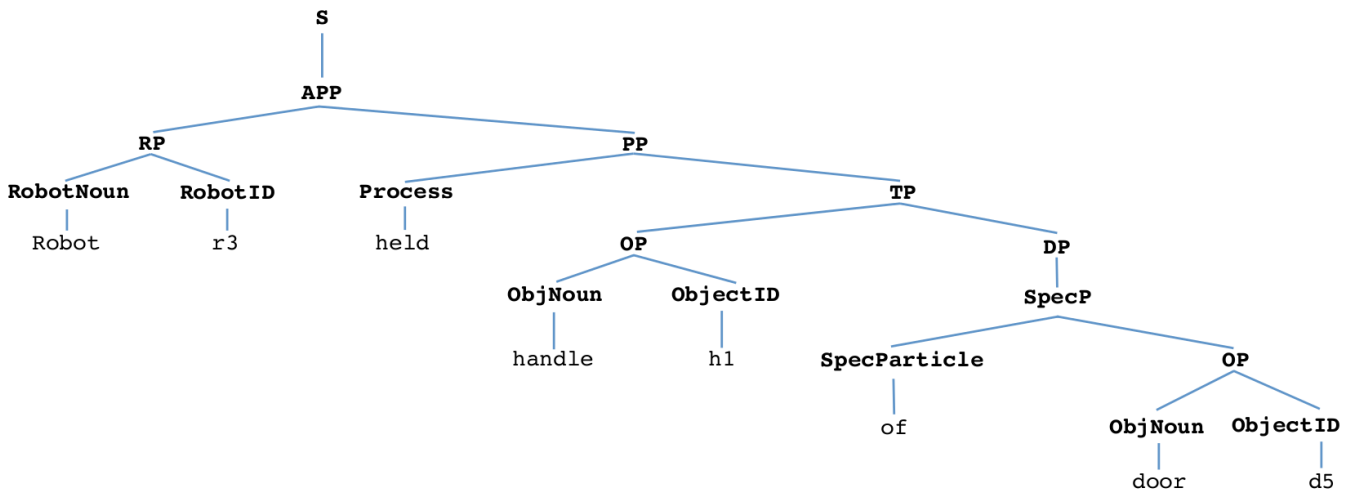 S
APP
RP PP
RobotNoun RobotID Process TP
Robot r3 held OP DP
ObjNoun ObjectID SpecP
handle h1 SpecParticle OP
of ObjNoun ObjectID
door d5